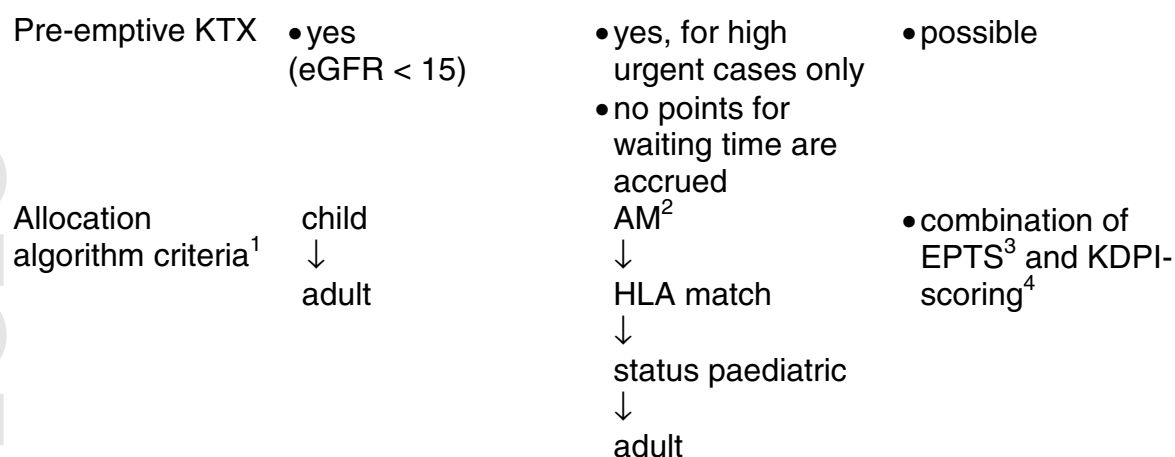 Pre-emptive KTX
• yes
(eGFR < 15)
• yes, for high
urgent cases only
• no points for
waiting time are
accrued
• possible
Allocation
algorithm criteria¹
child
↓
adult
AM²
↓
HLA match
↓
status paediatric
↓
adult
• combination of
EPTS³ and KDPI-
scoring⁴